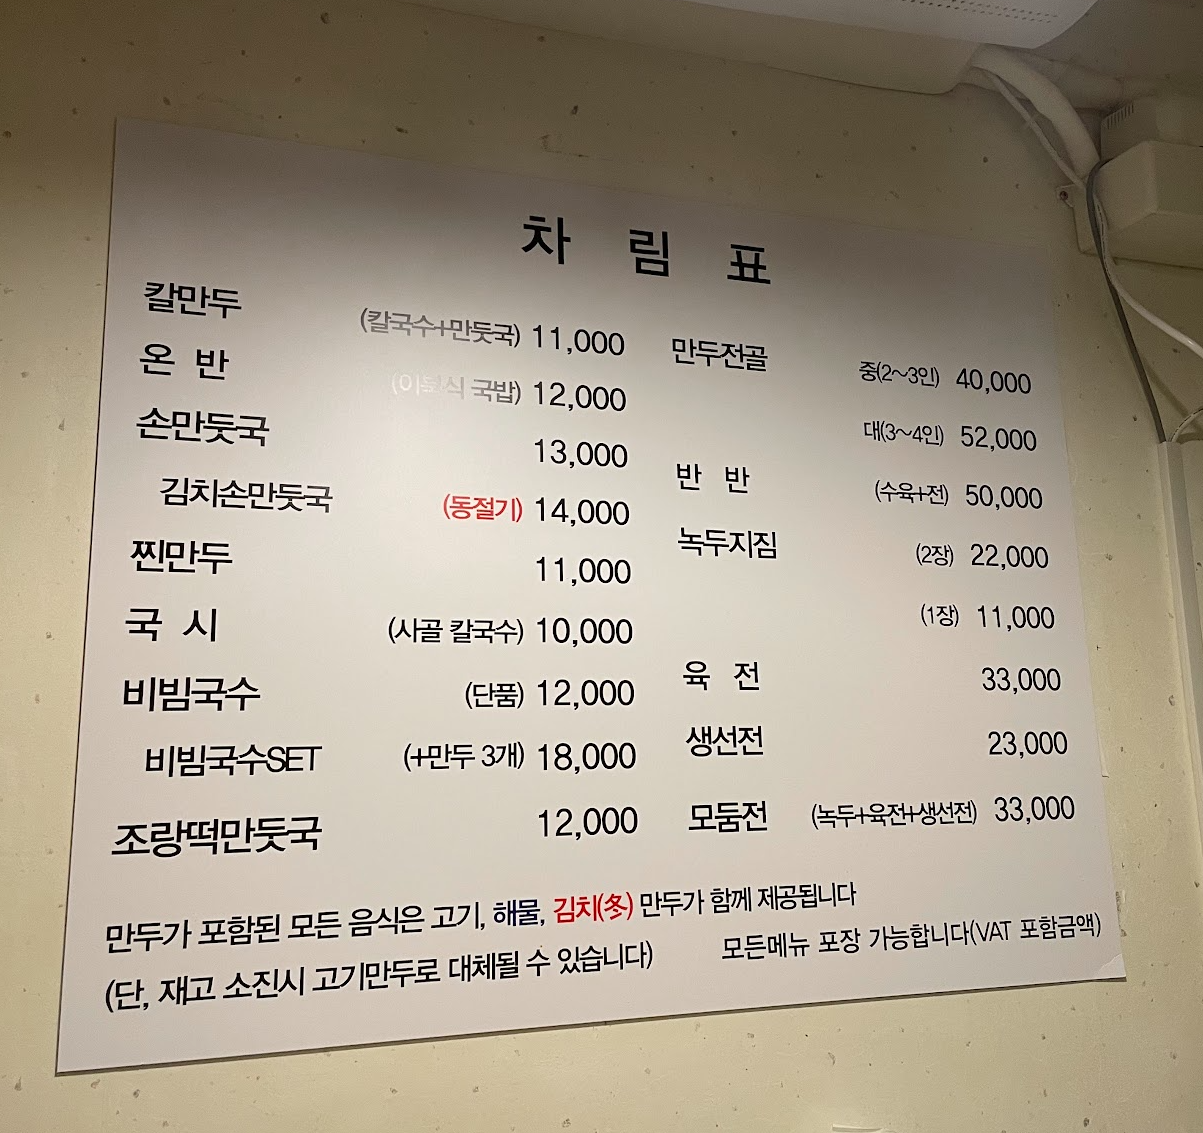 차 림 표
칼만두 (칼국수+만둣국) 11,000
온 반 (이북식 국밥) 12,000
손만둣국 13,000
김치손만둣국 (동절기) 14,000
찐만두 11,000
국 시 (사골 칼국수) 10,000
비빔국수 (단품) 12,000
비빔국수SET (+만두 3개) 18,000
조랑떡만둣국 12,000
만두전골 중(2~3인) 40,000
대(3~4인) 52,000
반 반 (수육+전) 50,000
녹두지짐 (2장) 22,000
(1장) 11,000
육 전 33,000
생선전 23,000
모둠전 (녹두+육전+생선전) 33,000
만두가 포함된 모든 음식은 고기, 해물, 김치(冬) 만두가 함께 제공됩니다
(단, 재고 소진시 고기만두로 대체될 수 있습니다)
모든메뉴 포장 가능합니다(VAT 포함금액)